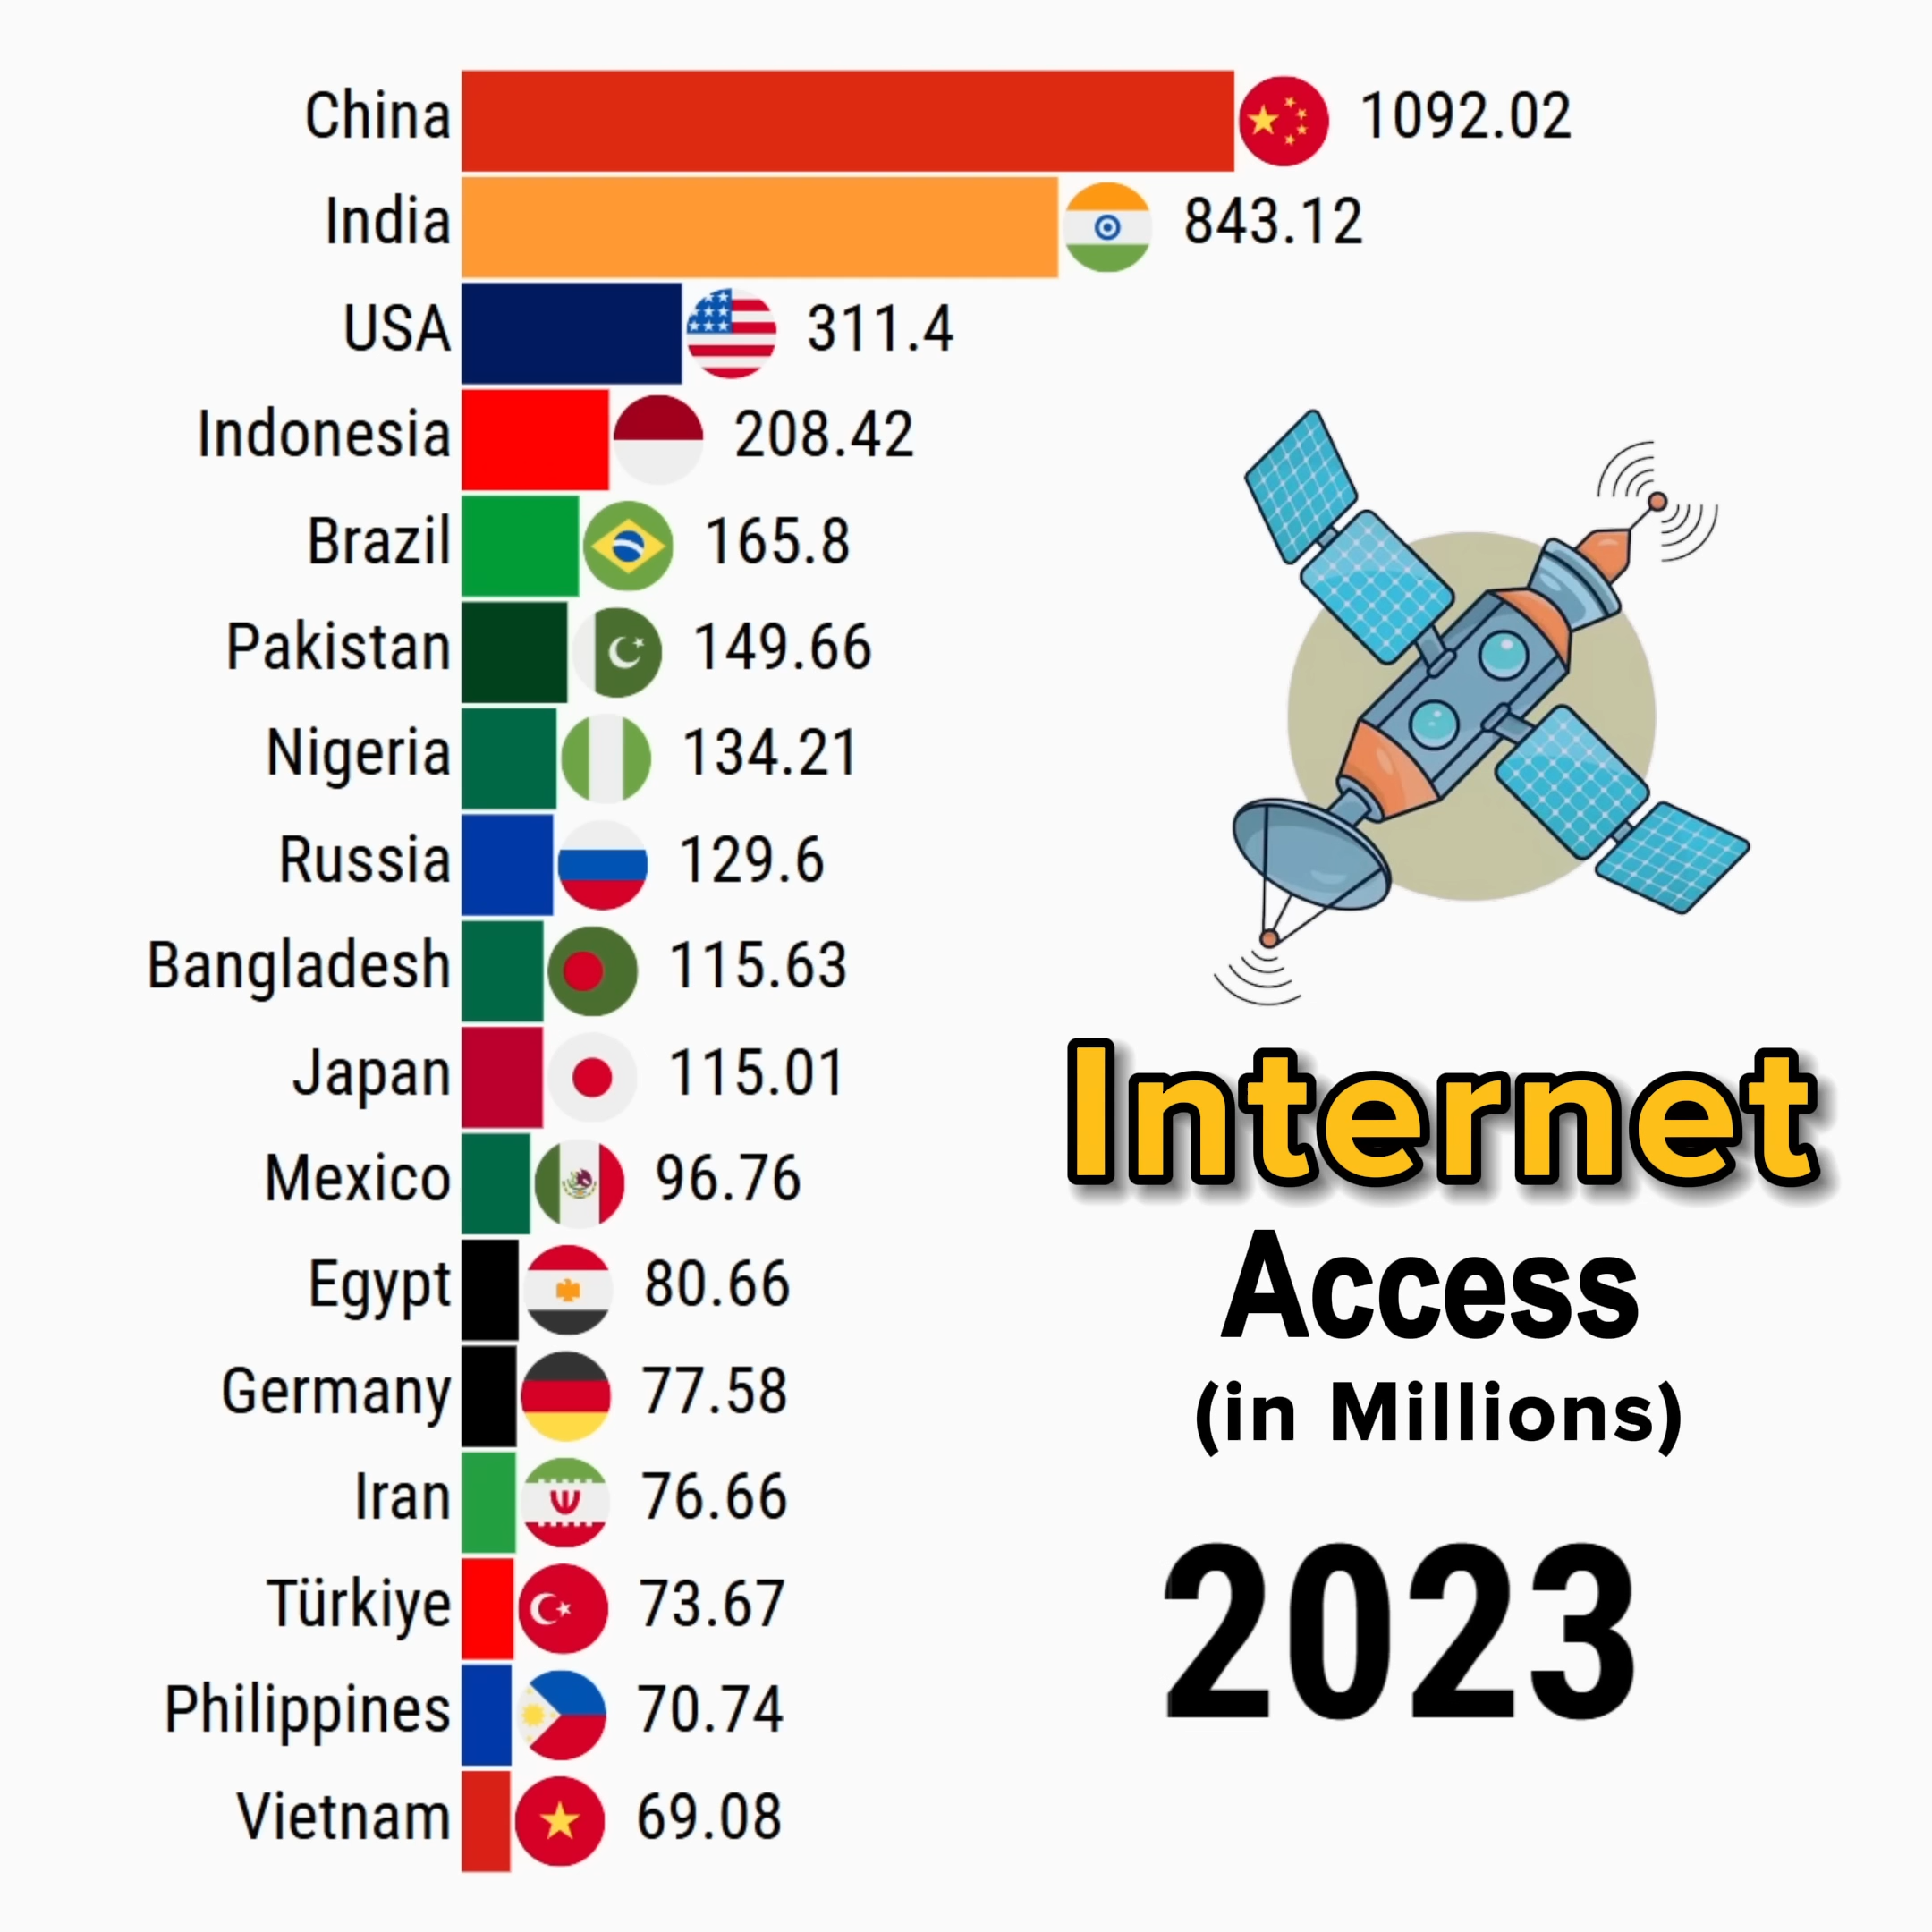 China 1092.02
India 843.12
USA 311.4
Indonesia 208.42
Brazil 165.8
Pakistan 149.66
Nigeria 134.21
Russia 129.6
Bangladesh 115.63
Japan 115.01
Mexico 96.76
Egypt 80.66
Germany 77.58
Iran 76.66
Türkiye 73.67
Philippines 70.74
Vietnam 69.08
Internet
Access
(in Millions)
2023